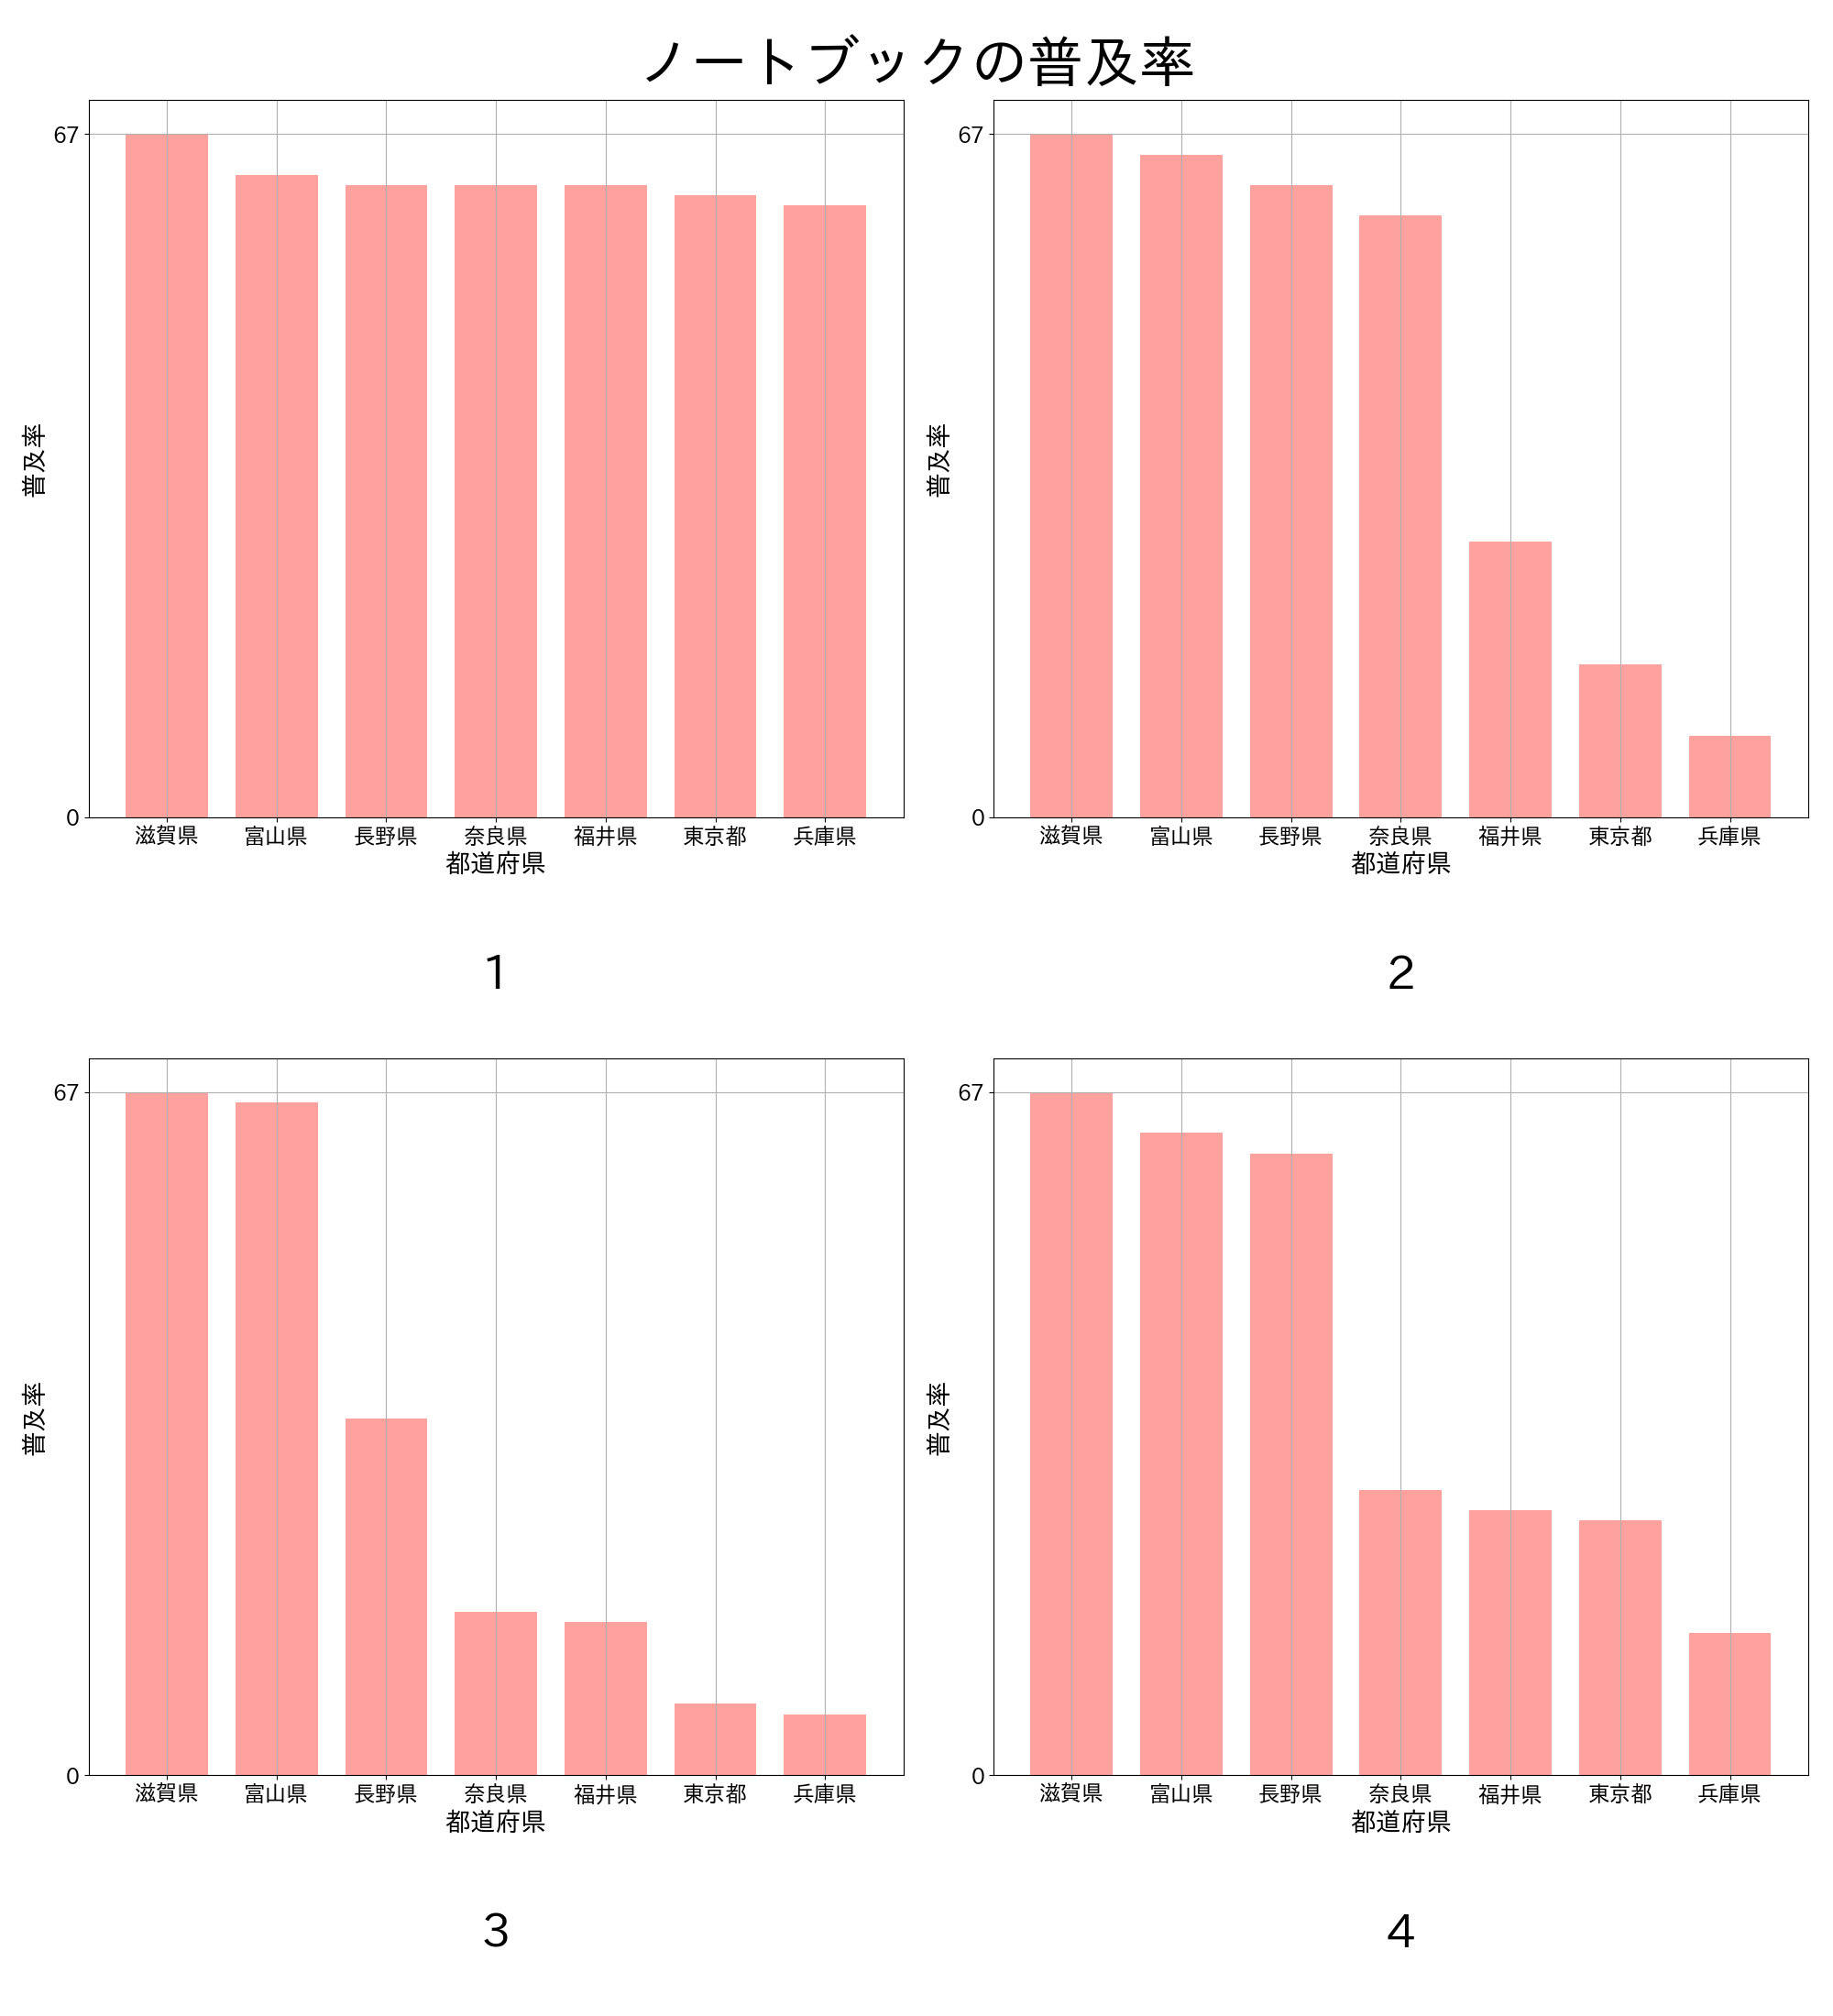 ノートブックの普及率
67
0
普及率
滋賀県 富山県 長野県 奈良県 福井県 東京都 兵庫県
都道府県
1
67
0
普及率
滋賀県 富山県 長野県 奈良県 福井県 東京都 兵庫県
都道府県
2
67
0
普及率
滋賀県 富山県 長野県 奈良県 福井県 東京都 兵庫県
都道府県
3
67
0
普及率
滋賀県 富山県 長野県 奈良県 福井県 東京都 兵庫県
都道府県
4